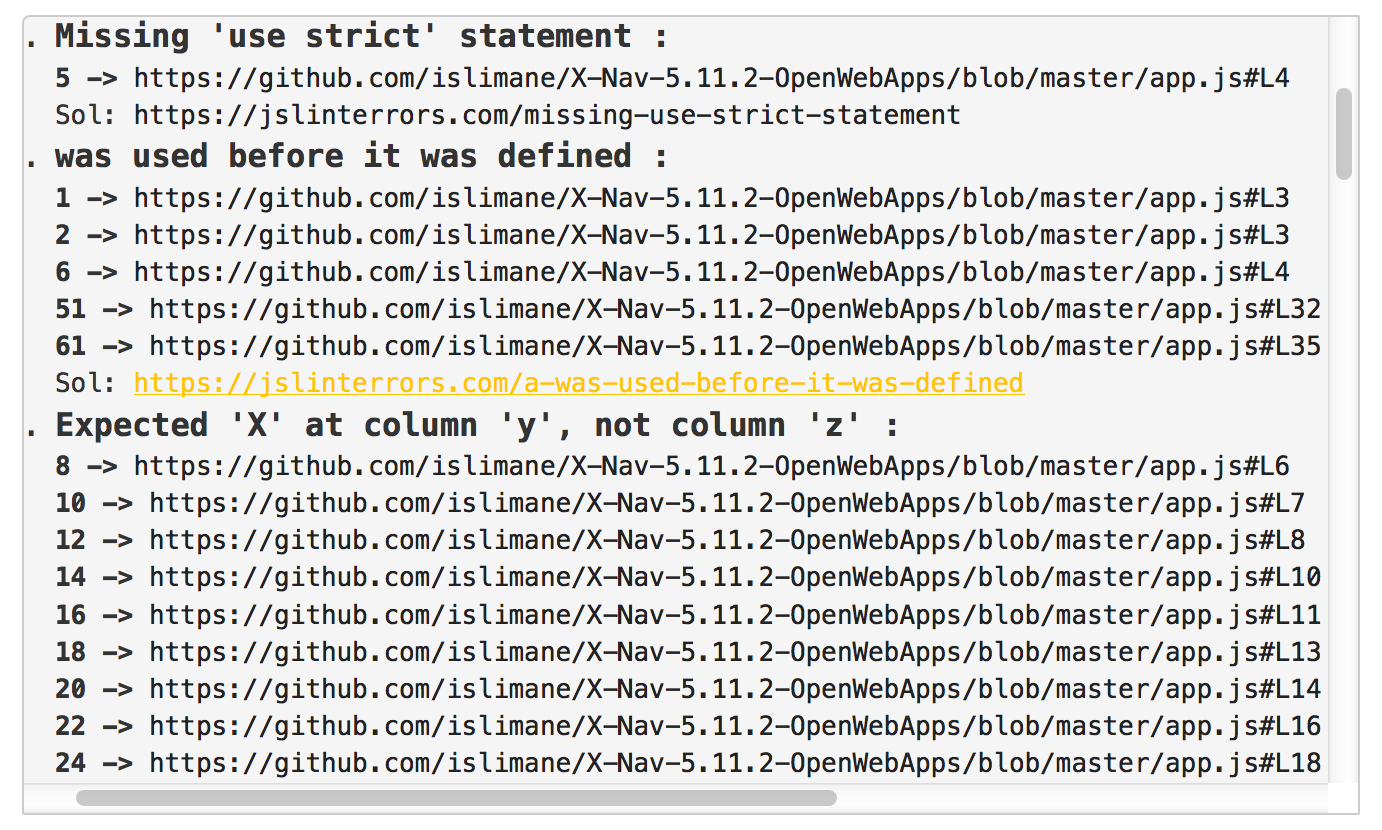 . Missing 'use strict' statement :
5 -> https://github.com/islimane/X-Nav-5.11.2-OpenWebApps/blob/master/app.js#L4
Sol: https://jslinterrors.com/missing-use-strict-statement
. was used before it was defined :
1 -> https://github.com/islimane/X-Nav-5.11.2-OpenWebApps/blob/master/app.js#L3
2 -> https://github.com/islimane/X-Nav-5.11.2-OpenWebApps/blob/master/app.js#L3
6 -> https://github.com/islimane/X-Nav-5.11.2-OpenWebApps/blob/master/app.js#L4
51 -> https://github.com/islimane/X-Nav-5.11.2-OpenWebApps/blob/master/app.js#L32
61 -> https://github.com/islimane/X-Nav-5.11.2-OpenWebApps/blob/master/app.js#L35
Sol: https://jslinterrors.com/a-was-used-before-it-was-defined
. Expected 'X' at column 'y', not column 'z' :
8 -> https://github.com/islimane/X-Nav-5.11.2-OpenWebApps/blob/master/app.js#L6
10 -> https://github.com/islimane/X-Nav-5.11.2-OpenWebApps/blob/master/app.js#L7
12 -> https://github.com/islimane/X-Nav-5.11.2-OpenWebApps/blob/master/app.js#L8
14 -> https://github.com/islimane/X-Nav-5.11.2-OpenWebApps/blob/master/app.js#L10
16 -> https://github.com/islimane/X-Nav-5.11.2-OpenWebApps/blob/master/app.js#L11
18 -> https://github.com/islimane/X-Nav-5.11.2-OpenWebApps/blob/master/app.js#L13
20 -> https://github.com/islimane/X-Nav-5.11.2-OpenWebApps/blob/master/app.js#L14
22 -> https://github.com/islimane/X-Nav-5.11.2-OpenWebApps/blob/master/app.js#L16
24 -> https://github.com/islimane/X-Nav-5.11.2-OpenWebApps/blob/master/app.js#L18